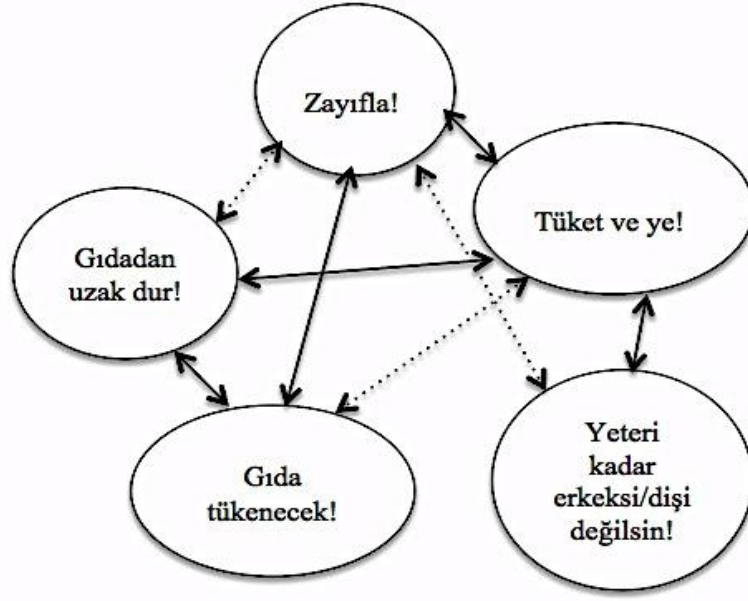 Zayıfla!
Tüket ve ye!
Gıdadan
uzak dur!
Gıda
tükenecek!
Yeteri
kadar
erkeksi/dişi
değilsin!